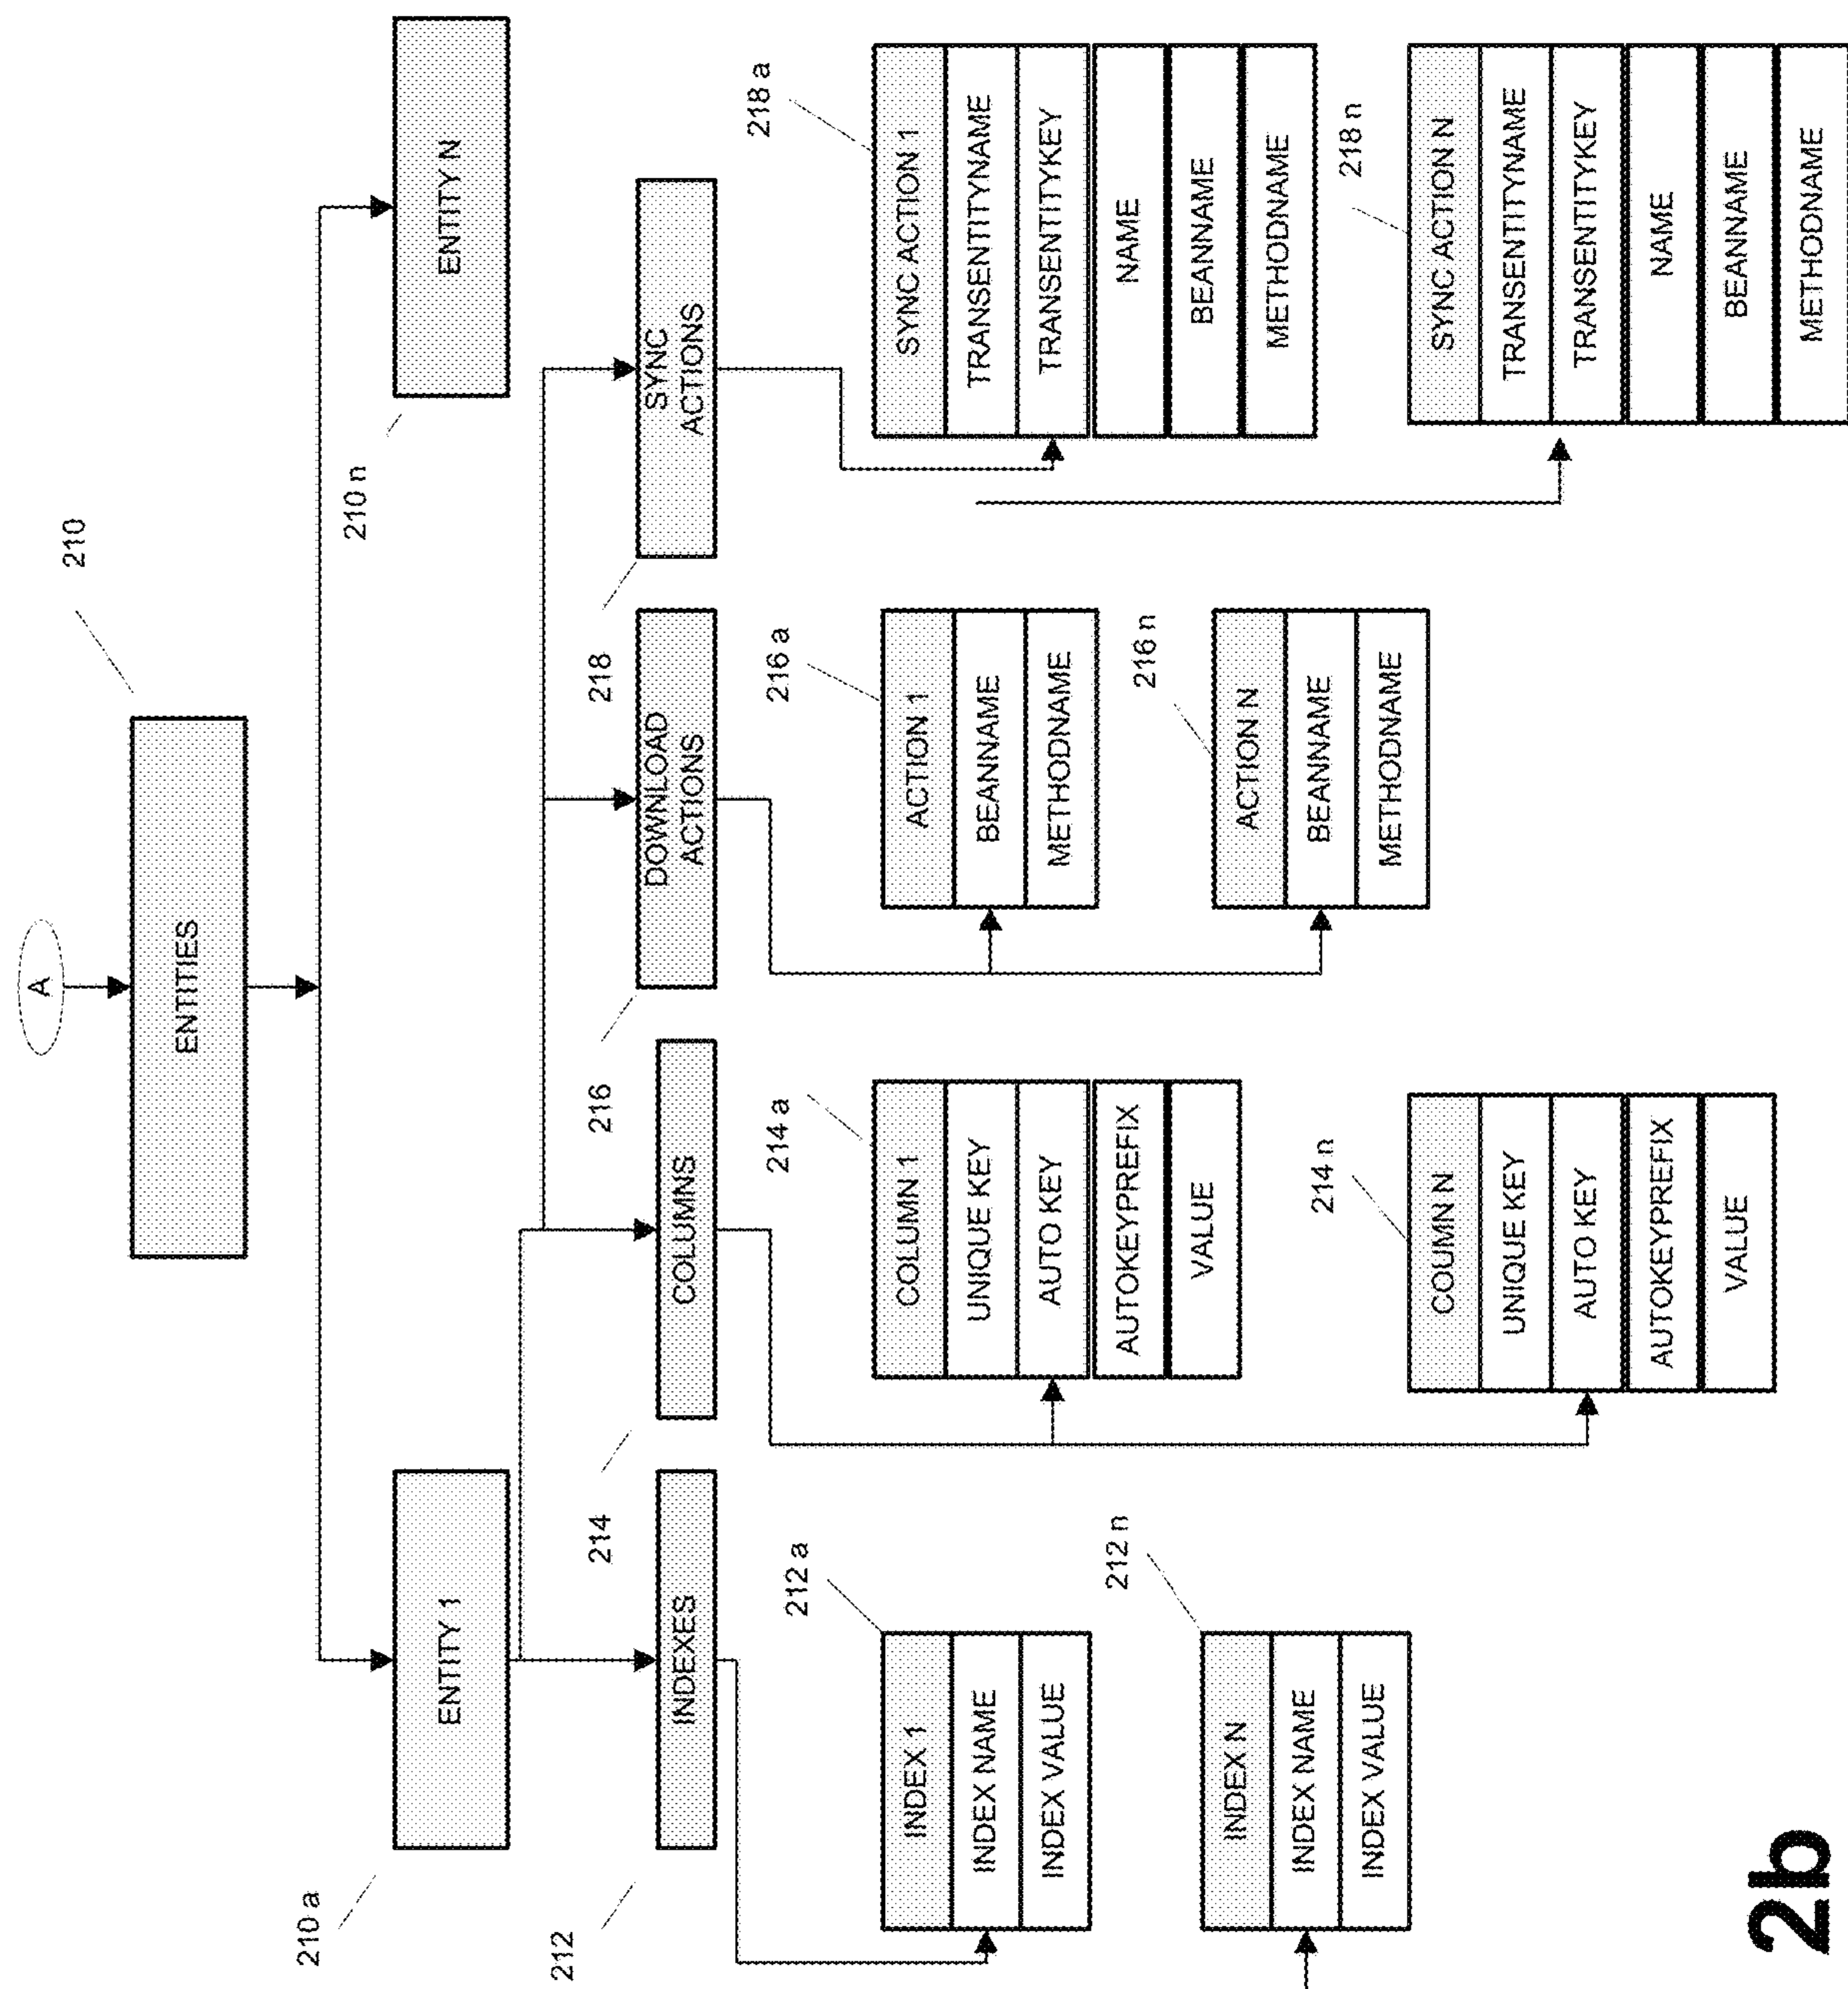 A
210
ENTITIES
210 a
ENTITY 1
210 n
ENTITY N
212
INDEXES
214
COLUMNS
216
DOWNLOAD
ACTIONS
218
SYNC
ACTIONS
212 a
INDEX 1
INDEX NAME
INDEX VALUE
212 n
INDEX N
INDEX NAME
INDEX VALUE
214 a
COLUMN 1
UNIQUE KEY
AUTO KEY
AUTOKEYPREFIX
VALUE
214 n
COUMN N
UNIQUE KEY
AUTO KEY
AUTOKEYPREFIX
VALUE
216 a
ACTION 1
BEANNAME
METHODNAME
216 n
ACTION N
BEANNAME
METHODNAME
218 a
SYNC ACTION 1
TRANSENTITYNAME
TRANSENTITYKEY
NAME
BEANNAME
METHODNAME
218 n
SYNC ACTION N
TRANSENTITYNAME
TRANSENTITYKEY
NAME
BEANNAME
METHODNAME
2b